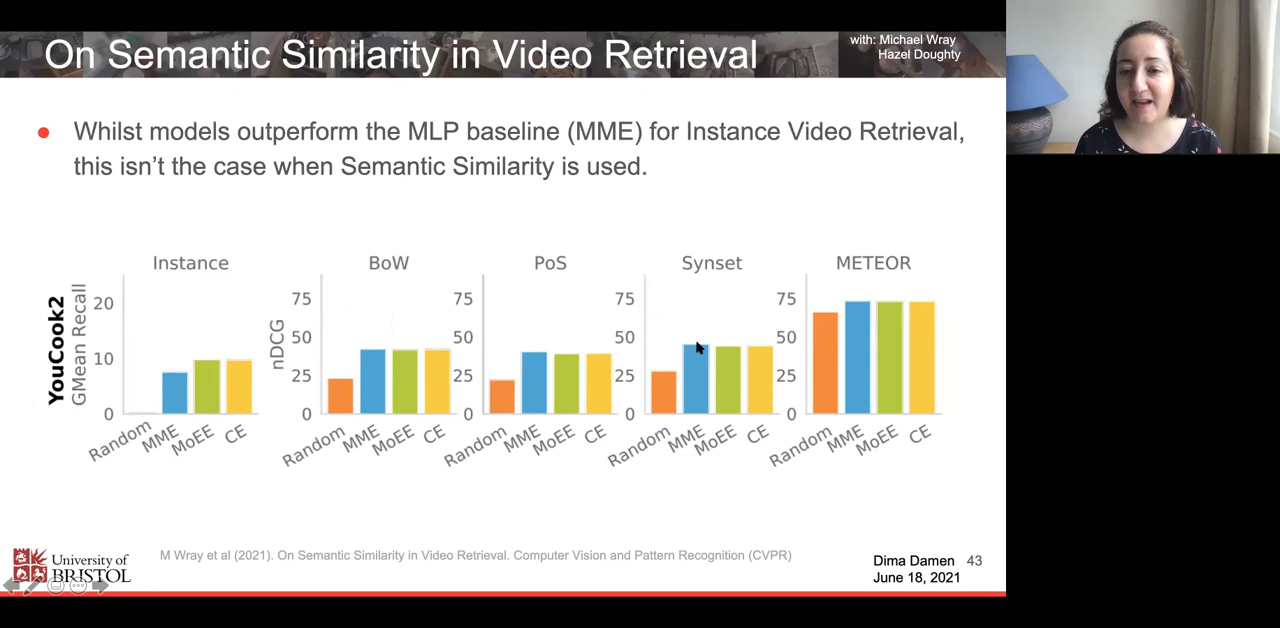 On Semantic Similarity in Video Retrieval
with: Michael Wray
Hazel Doughty
● Whilst models outperform the MLP baseline (MME) for Instance Video Retrieval,
this isn't the case when Semantic Similarity is used.
Instance
BoW
PoS
Synset
METEOR
YouCook2
GMean Recall
20
10
0
Random
MME
MoEE
CE
nDCG
75
50
25
0
Random
MME
MoEE
CE
75
50
25
0
Random
MME
MoEE
CE
75
50
25
0
Random
MME
MoEE
CE
75
50
25
0
Random
MME
MoEE
CE
University of
BRISTOL
M Wray et al (2021). On Semantic Similarity in Video Retrieval. Computer Vision and Pattern Recognition (CVPR)
Dima Damen 43
June 18, 2021